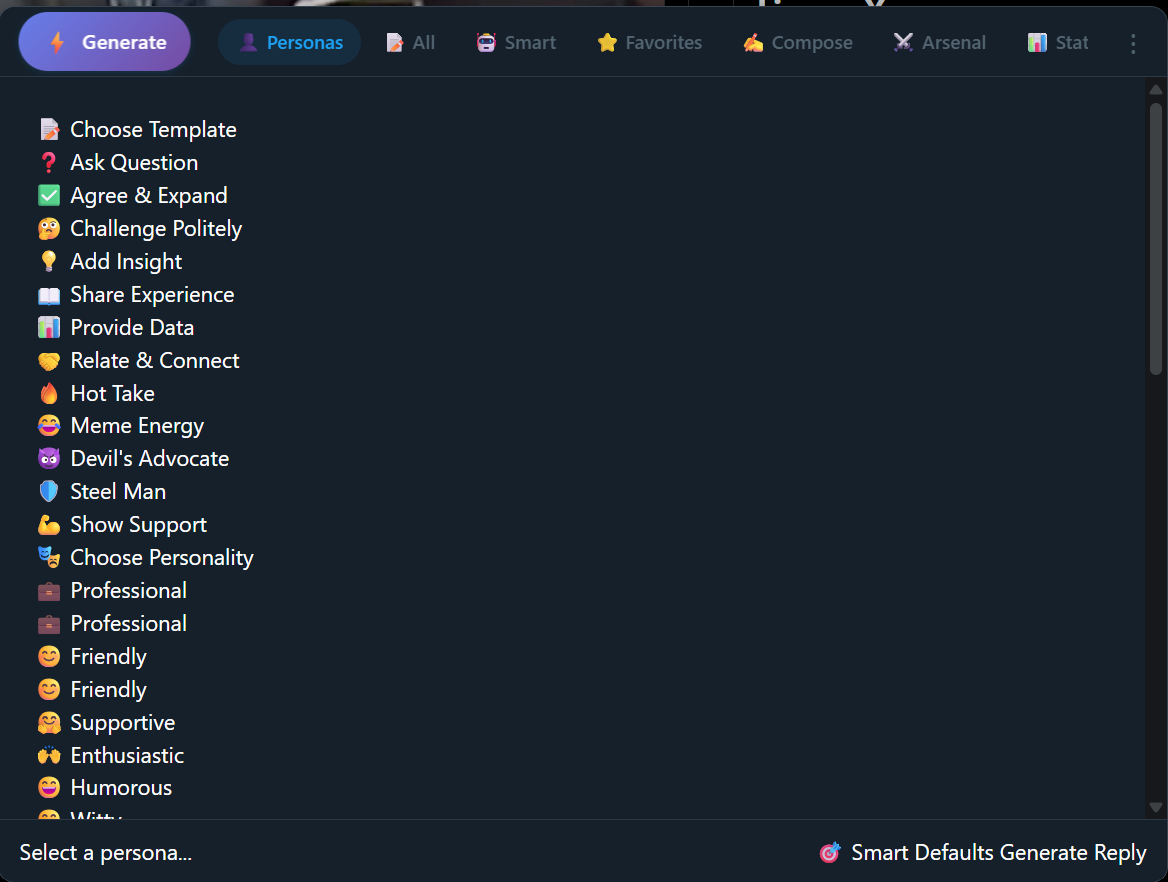 Generate Personas All Smart Favorites Compose Arsenal Stat
Choose Template
Ask Question
Agree & Expand
Challenge Politely
Add Insight
Share Experience
Provide Data
Relate & Connect
Hot Take
Meme Energy
Devil's Advocate
Steel Man
Show Support
Choose Personality
Professional
Professional
Friendly
Friendly
Supportive
Enthusiastic
Humorous
Witty
Select a persona... Smart Defaults Generate Reply